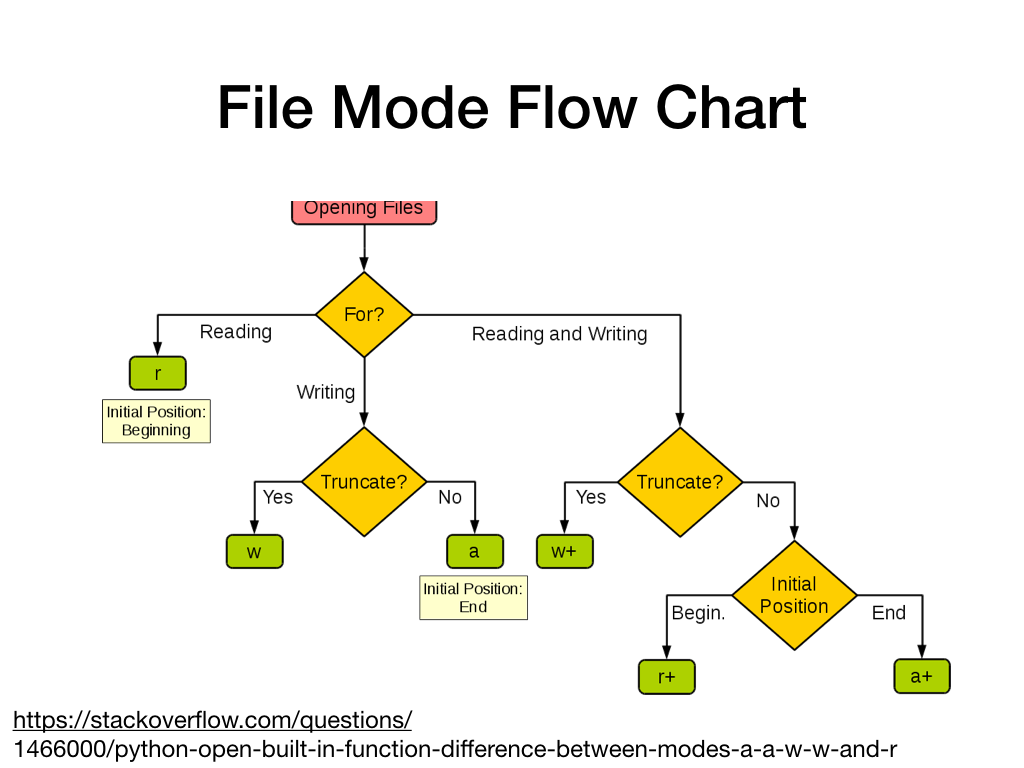 File Mode Flow Chart
Opening Files
For?
Reading
Reading and Writing
r
Initial Position:
Beginning
Writing
Truncate?
Yes
No
w
a
Initial Position:
End
Truncate?
Yes
No
w+
Initial
Position
Begin.
End
r+
a+
https://stackoverflow.com/questions/
1466000/python-open-built-in-function-difference-between-modes-a-a-w-w-and-r